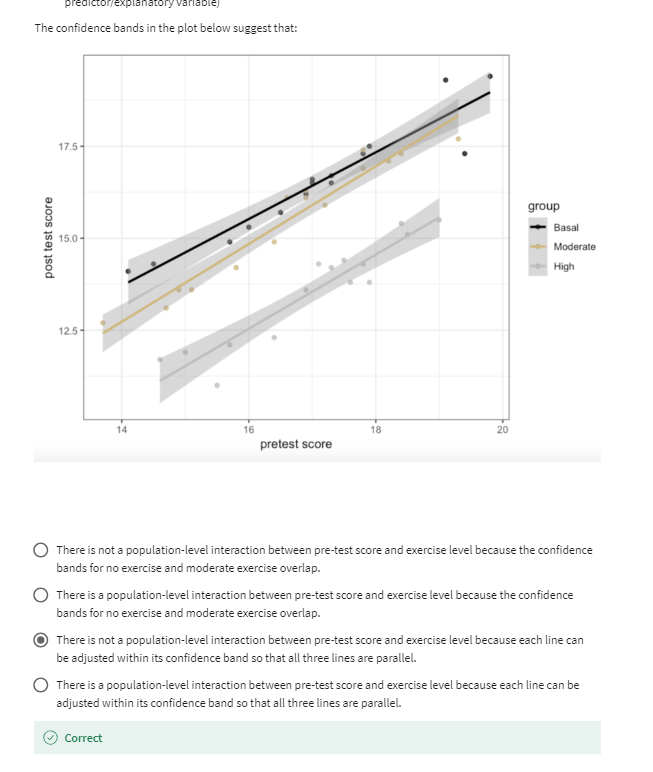 predictor/explanatory variable)
The confidence bands in the plot below suggest that:
17.5
15.0
12.5
post test score
14 16 18 20
pretest score
group
Basal
Moderate
High
There is not a population-level interaction between pre-test score and exercise level because the confidence
bands for no exercise and moderate exercise overlap.
There is a population-level interaction between pre-test score and exercise level because the confidence
bands for no exercise and moderate exercise overlap.
There is not a population-level interaction between pre-test score and exercise level because each line can
be adjusted within its confidence band so that all three lines are parallel.
There is a population-level interaction between pre-test score and exercise level because each line can be
adjusted within its confidence band so that all three lines are parallel.
Correct